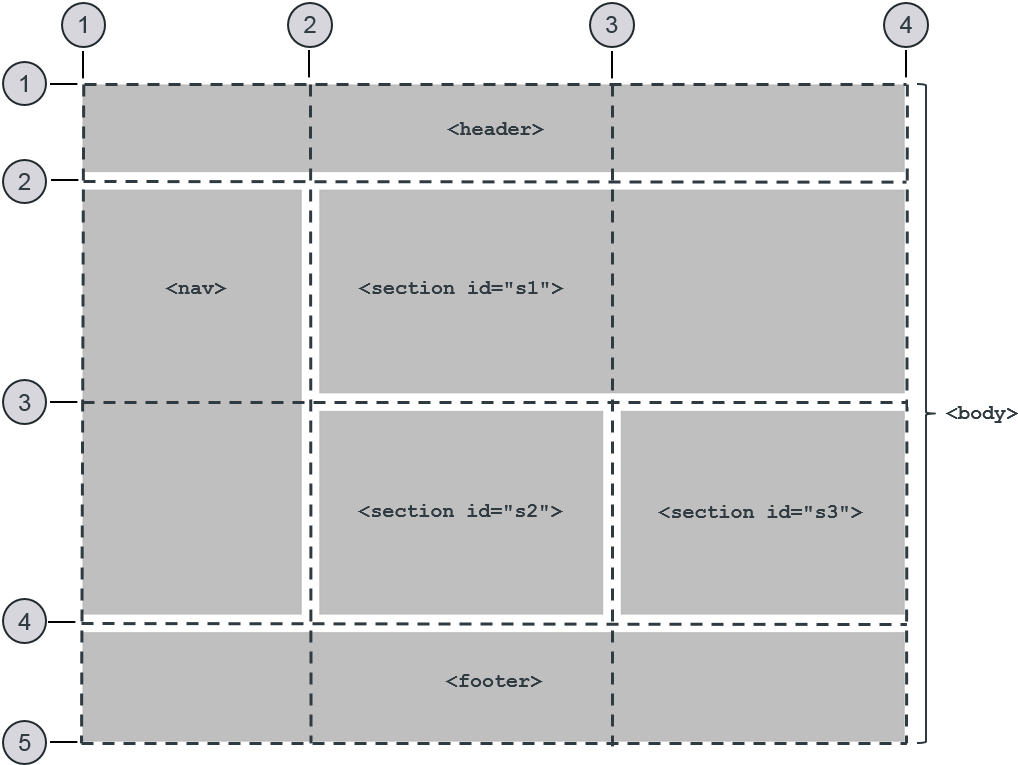 1 2 3 4
1
<header>
2
<nav> <section id="s1">
3
<body>
<section id="s2"> <section id="s3">
4
<footer>
5